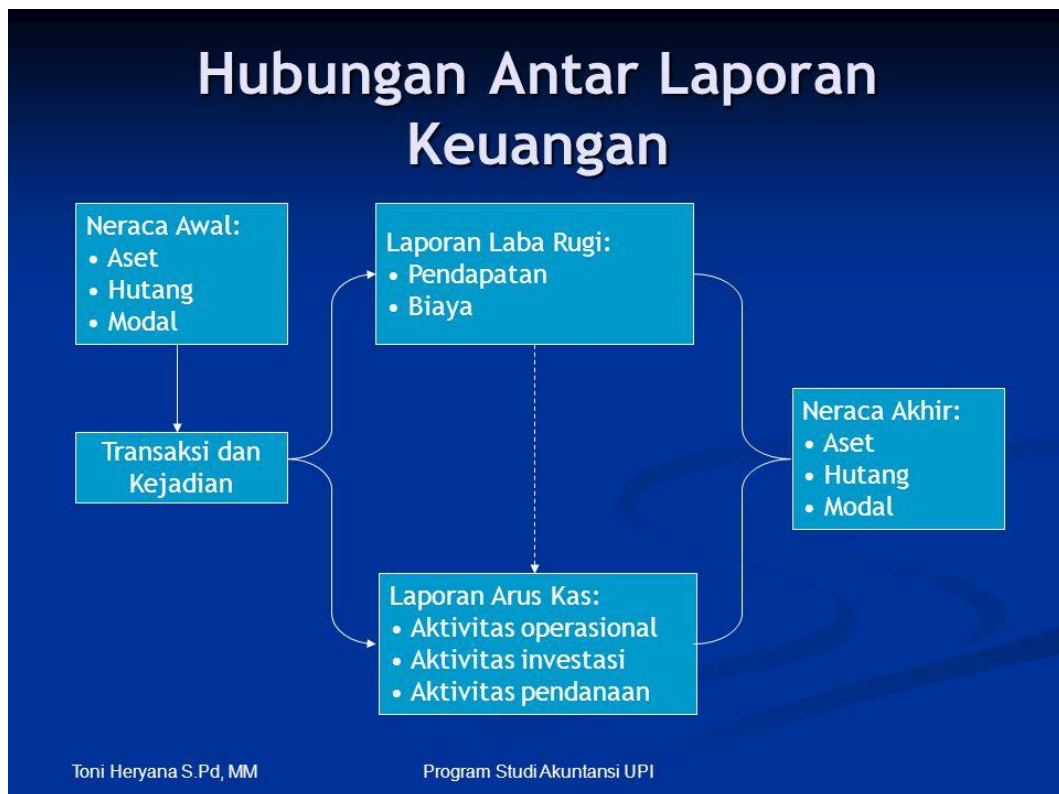 Hubungan Antar Laporan
Keuangan
Neraca Awal:
• Aset
• Hutang
• Modal
Laporan Laba Rugi:
• Pendapatan
• Biaya
Transaksi dan
Kejadian
Neraca Akhir:
• Aset
• Hutang
• Modal
Laporan Arus Kas:
• Aktivitas operasional
• Aktivitas investasi
• Aktivitas pendanaan
Toni Heryana S.Pd, MM
Program Studi Akuntansi UPI